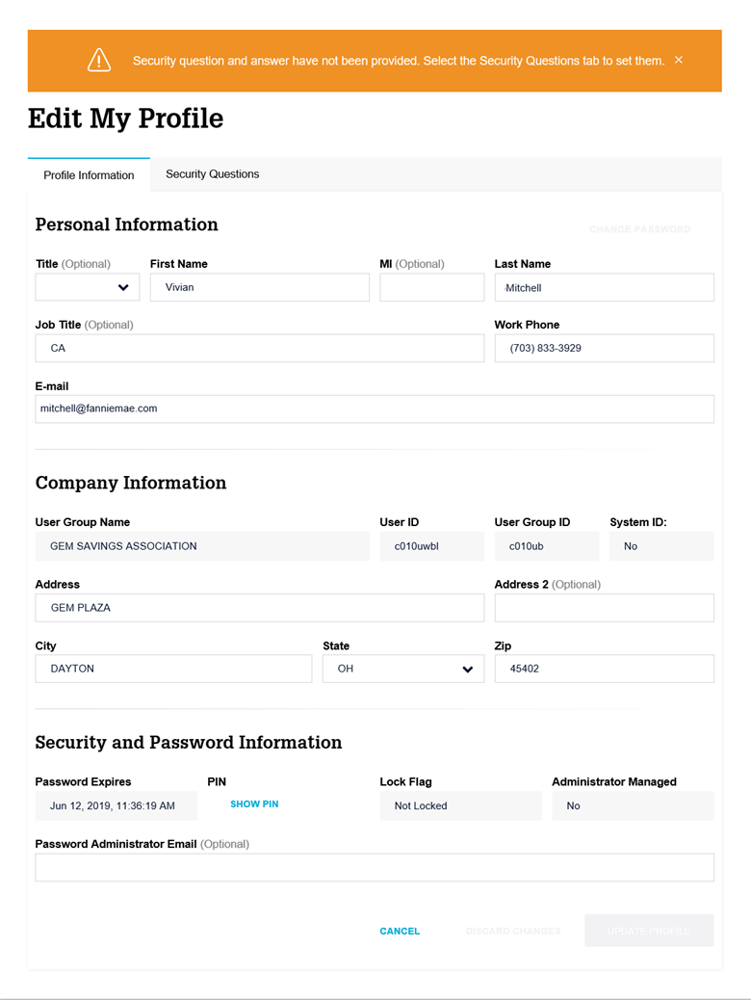 Security question and answer have not been provided. Select the Security Questions tab to set them. ×
Edit My Profile
Profile Information Security Questions
Personal Information CHANGE PASSWORD
Title (Optional) First Name MI (Optional) Last Name
Vivian Mitchell
Job Title (Optional) Work Phone
CA (703) 833-3929
E-mail
mitchell@fanniemae.com
Company Information
User Group Name User ID User Group ID System ID:
GEM SAVINGS ASSOCIATION c010uwbl c010ub No
Address Address 2 (Optional)
GEM PLAZA
City State Zip
DAYTON OH 45402
Security and Password Information
Password Expires PIN Lock Flag Administrator Managed
Jun 12, 2019, 11:36:19 AM SHOW PIN Not Locked No
Password Administrator Email (Optional)
CANCEL DISCARD CHANGES UPDATE PROFILE